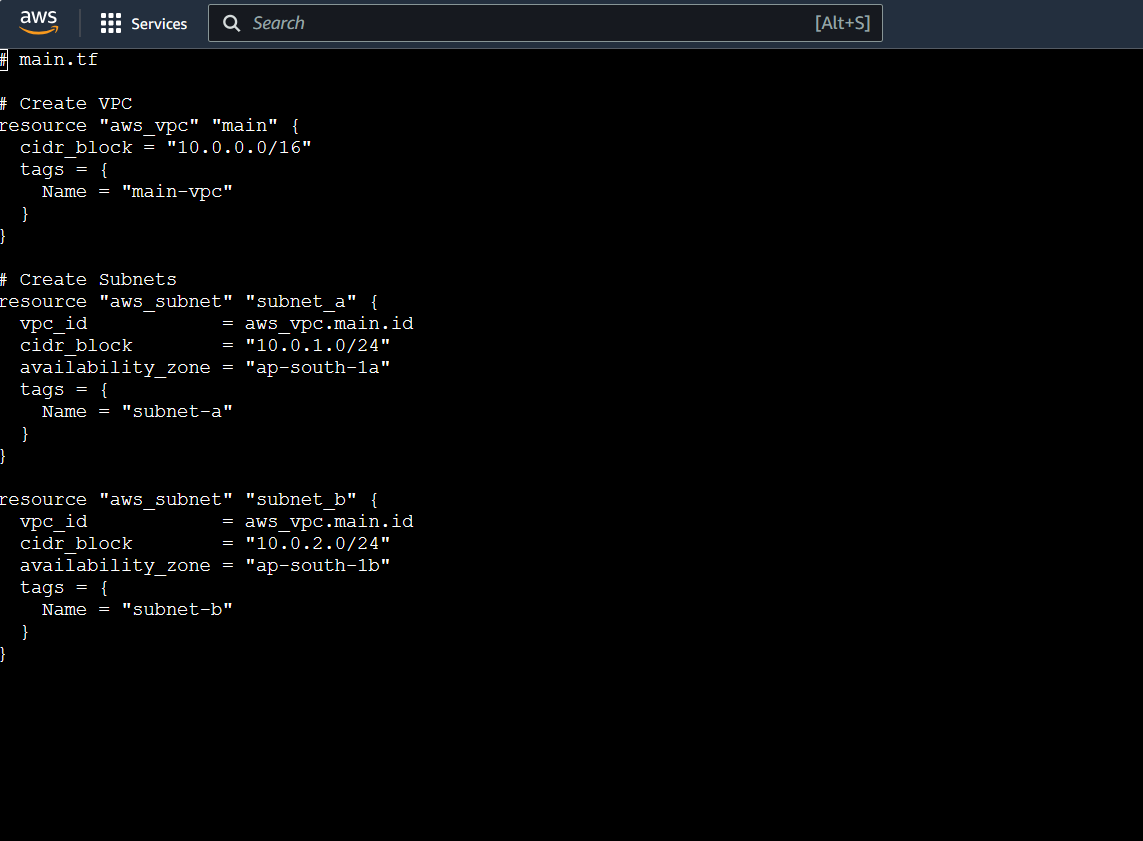 aws
Services
Search
[Alt+S]
# main.tf
# Create VPC
resource "aws_vpc" "main" {
  cidr_block = "10.0.0.0/16"
  tags = {
    Name = "main-vpc"
  }
}
# Create Subnets
resource "aws_subnet" "subnet_a" {
  vpc_id            = aws_vpc.main.id
  cidr_block        = "10.0.1.0/24"
  availability_zone = "ap-south-1a"
  tags = {
    Name = "subnet-a"
  }
}
resource "aws_subnet" "subnet_b" {
  vpc_id            = aws_vpc.main.id
  cidr_block        = "10.0.2.0/24"
  availability_zone = "ap-south-1b"
  tags = {
    Name = "subnet-b"
  }
}